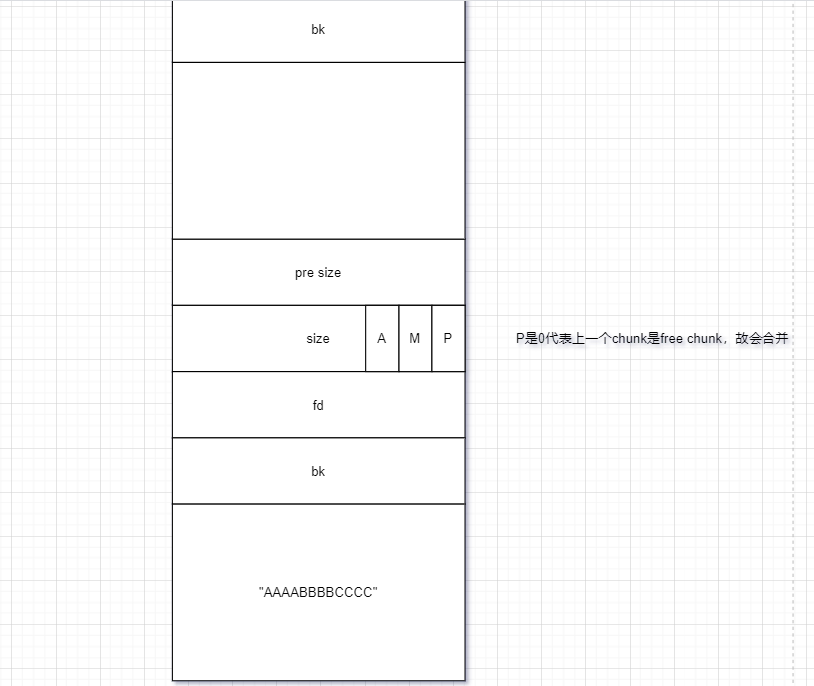 bk
pre size
size A M P
P是0代表上一个chunk是free chunk，故会合并
fd
bk
"AAAABBBBCCCC"